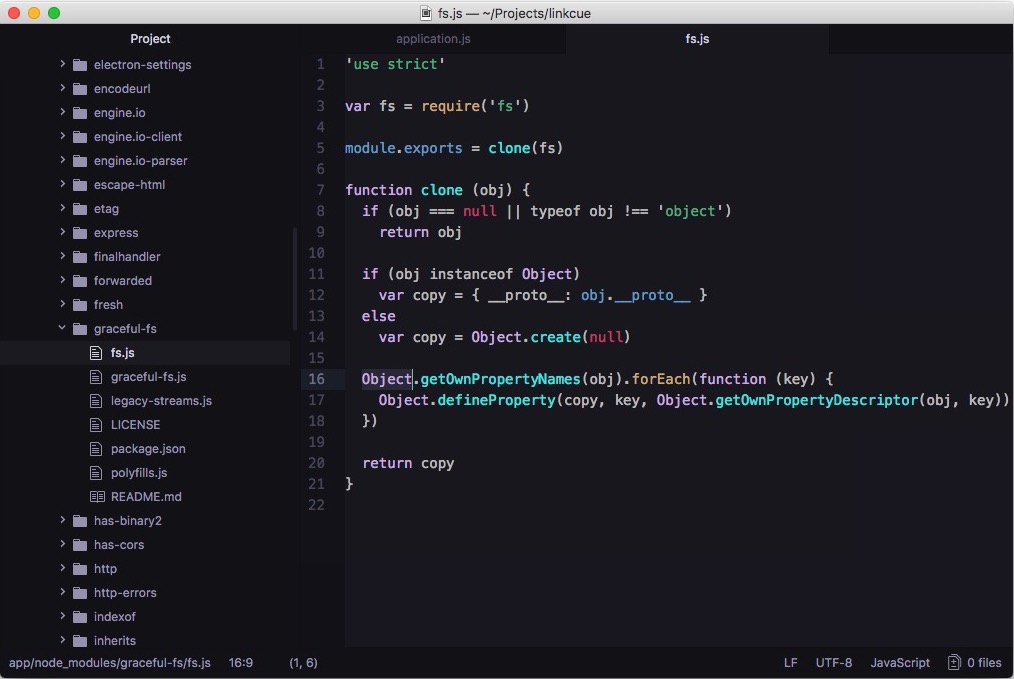 fs.js — ~/Projects/linkcue
Project
electron-settings
encodeurl
engine.io
engine.io-client
engine.io-parser
escape-html
etag
express
finalhandler
forwarded
fresh
graceful-fs
fs.js
graceful-fs.js
legacy-streams.js
LICENSE
package.json
polyfills.js
README.md
has-binary2
has-cors
http
http-errors
indexof
inherits
application.js
fs.js
1 'use strict'
2
3 var fs = require('fs')
4
5 module.exports = clone(fs)
6
7 function clone (obj) {
8   if (obj === null || typeof obj !== 'object')
9     return obj
10
11   if (obj instanceof Object)
12     var copy = { __proto__: obj.__proto__ }
13   else
14     var copy = Object.create(null)
15
16   Object.getOwnPropertyNames(obj).forEach(function (key) {
17     Object.defineProperty(copy, key, Object.getOwnPropertyDescriptor(obj, key))
18   })
19
20   return copy
21 }
22
app/node_modules/graceful-fs/fs.js 16:9 (1, 6) LF UTF-8 JavaScript 0 files